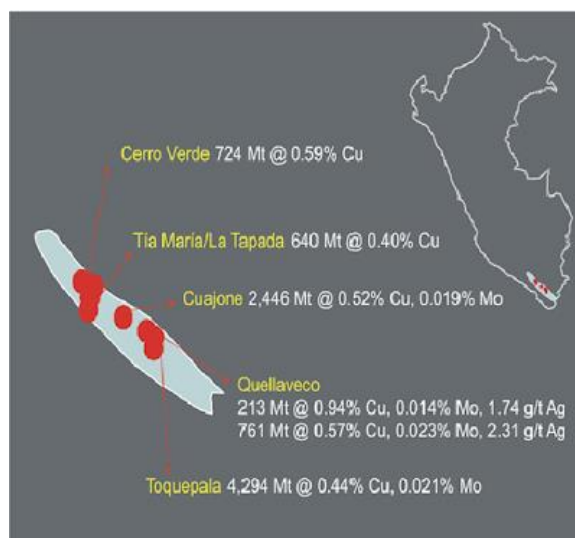 Cerro Verde 724 Mt @ 0.59% Cu
Tía María/La Tapada 640 Mt @ 0.40% Cu
Cuajone 2,446 Mt @ 0.52% Cu, 0.019% Mo
Quellaveco
213 Mt @ 0.94% Cu, 0.014% Mo, 1.74 g/t Ag
761 Mt @ 0.57% Cu, 0.023% Mo, 2.31 g/t Ag
Toquepala 4,294 Mt @ 0.44% Cu, 0.021% Mo